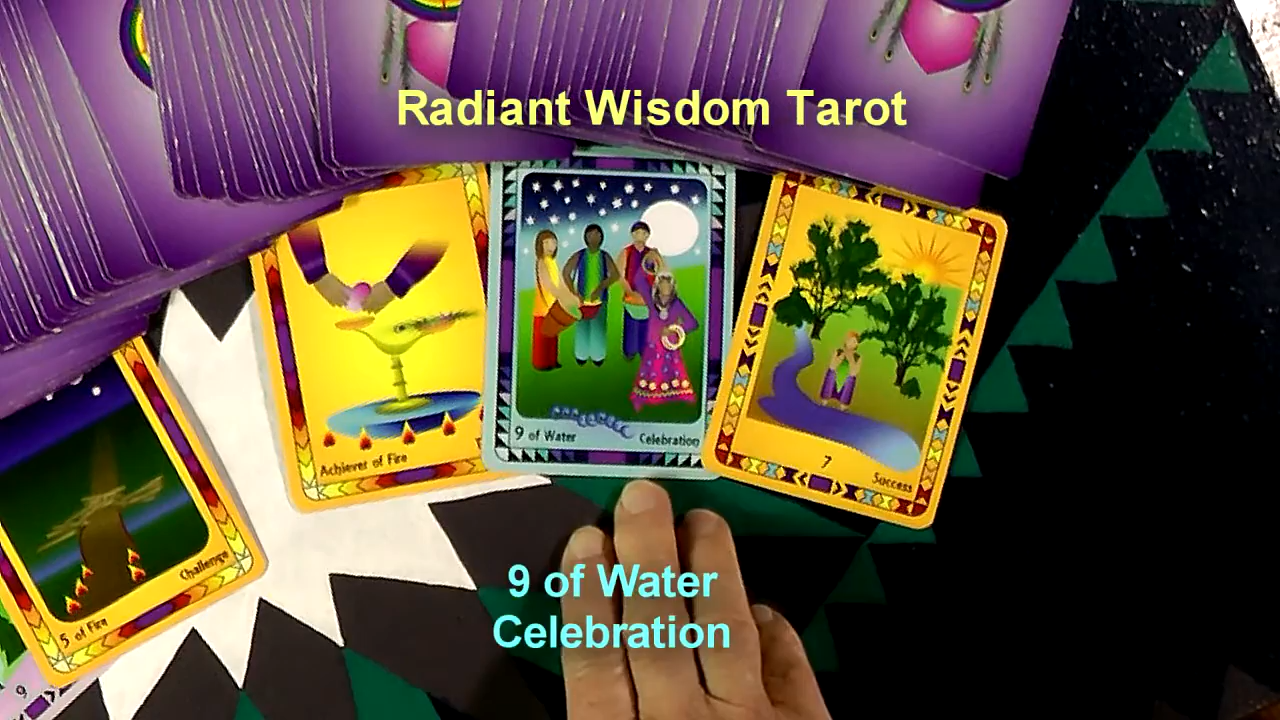 Radiant Wisdom Tarot
Achiever of Fire
9 of Water Celebration
7
Success
Challenge
5 of Fire
9
9 of Water
Celebration